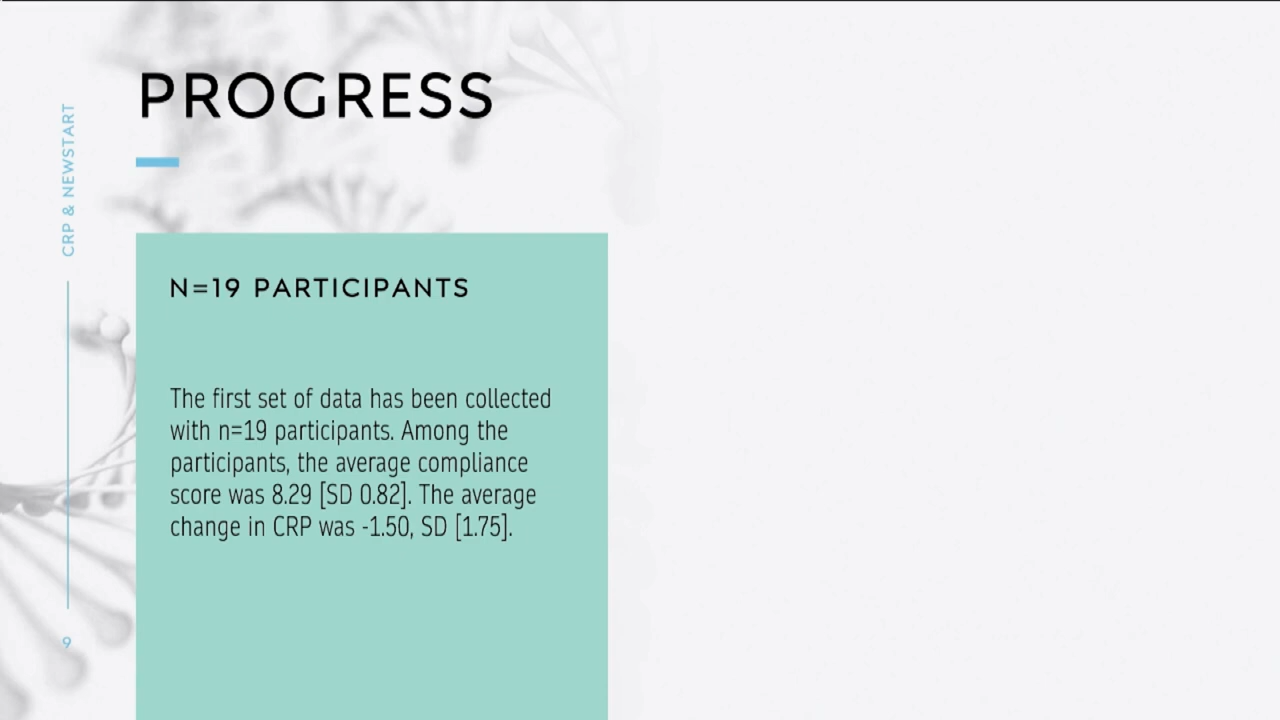 PROGRESS
CRP & NEWSTART
N=19 PARTICIPANTS
The first set of data has been collected
with n=19 participants. Among the
participants, the average compliance
score was 8.29 [SD 0.82]. The average
change in CRP was -1.50, SD [1.75].
9